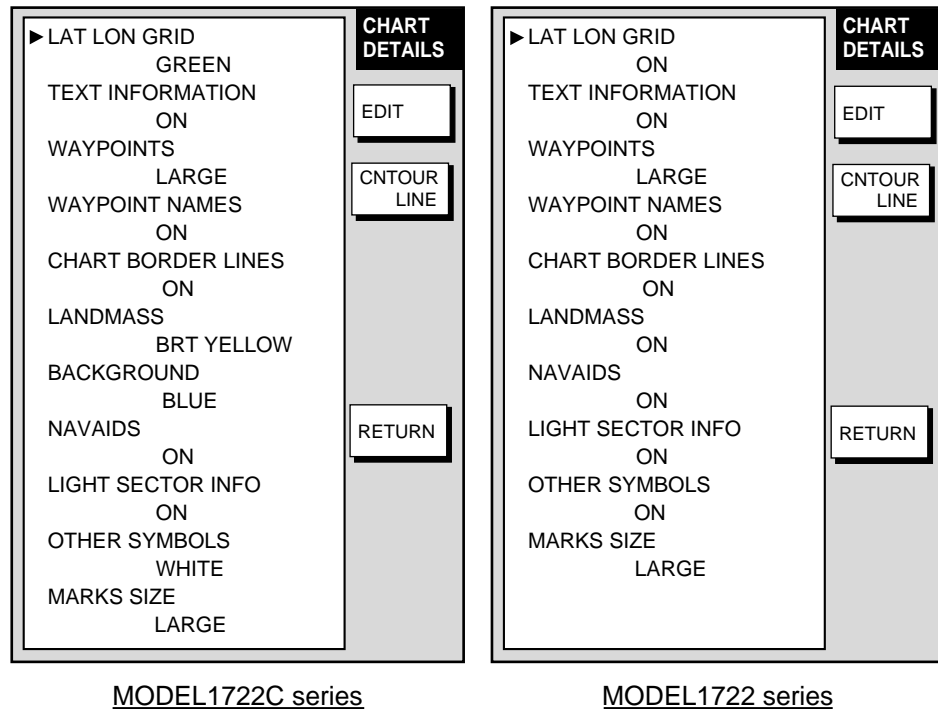 ►LAT LON GRID
GREEN
TEXT INFORMATION
ON
WAYPOINTS
LARGE
WAYPOINT NAMES
ON
CHART BORDER LINES
ON
LANDMASS
BRT YELLOW
BACKGROUND
BLUE
NAVAIDS
ON
LIGHT SECTOR INFO
ON
OTHER SYMBOLS
WHITE
MARKS SIZE
LARGE
CHART
DETAILS
EDIT
CNTOUR
LINE
RETURN
MODEL1722C series
►LAT LON GRID
ON
TEXT INFORMATION
ON
WAYPOINTS
LARGE
WAYPOINT NAMES
ON
CHART BORDER LINES
ON
LANDMASS
ON
NAVAIDS
ON
LIGHT SECTOR INFO
ON
OTHER SYMBOLS
ON
MARKS SIZE
LARGE
CHART
DETAILS
EDIT
CNTOUR
LINE
RETURN
MODEL1722 series